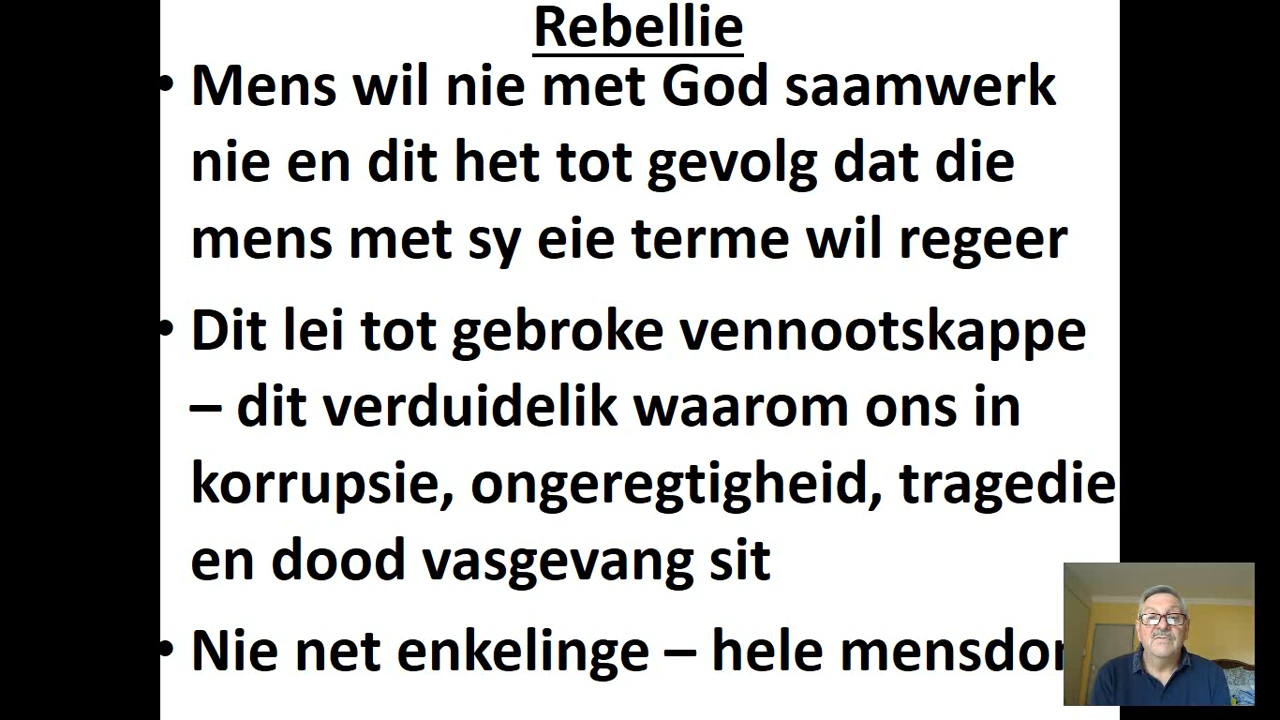 Rebellie
• Mens wil nie met God saamwerk
nie en dit het tot gevolg dat die
mens met sy eie terme wil regeer
• Dit lei tot gebroke vennootskappe
– dit verduidelik waarom ons in
korrupsie, ongeregtigheid, tragedie
en dood vasgevang sit
• Nie net enkelinge – hele